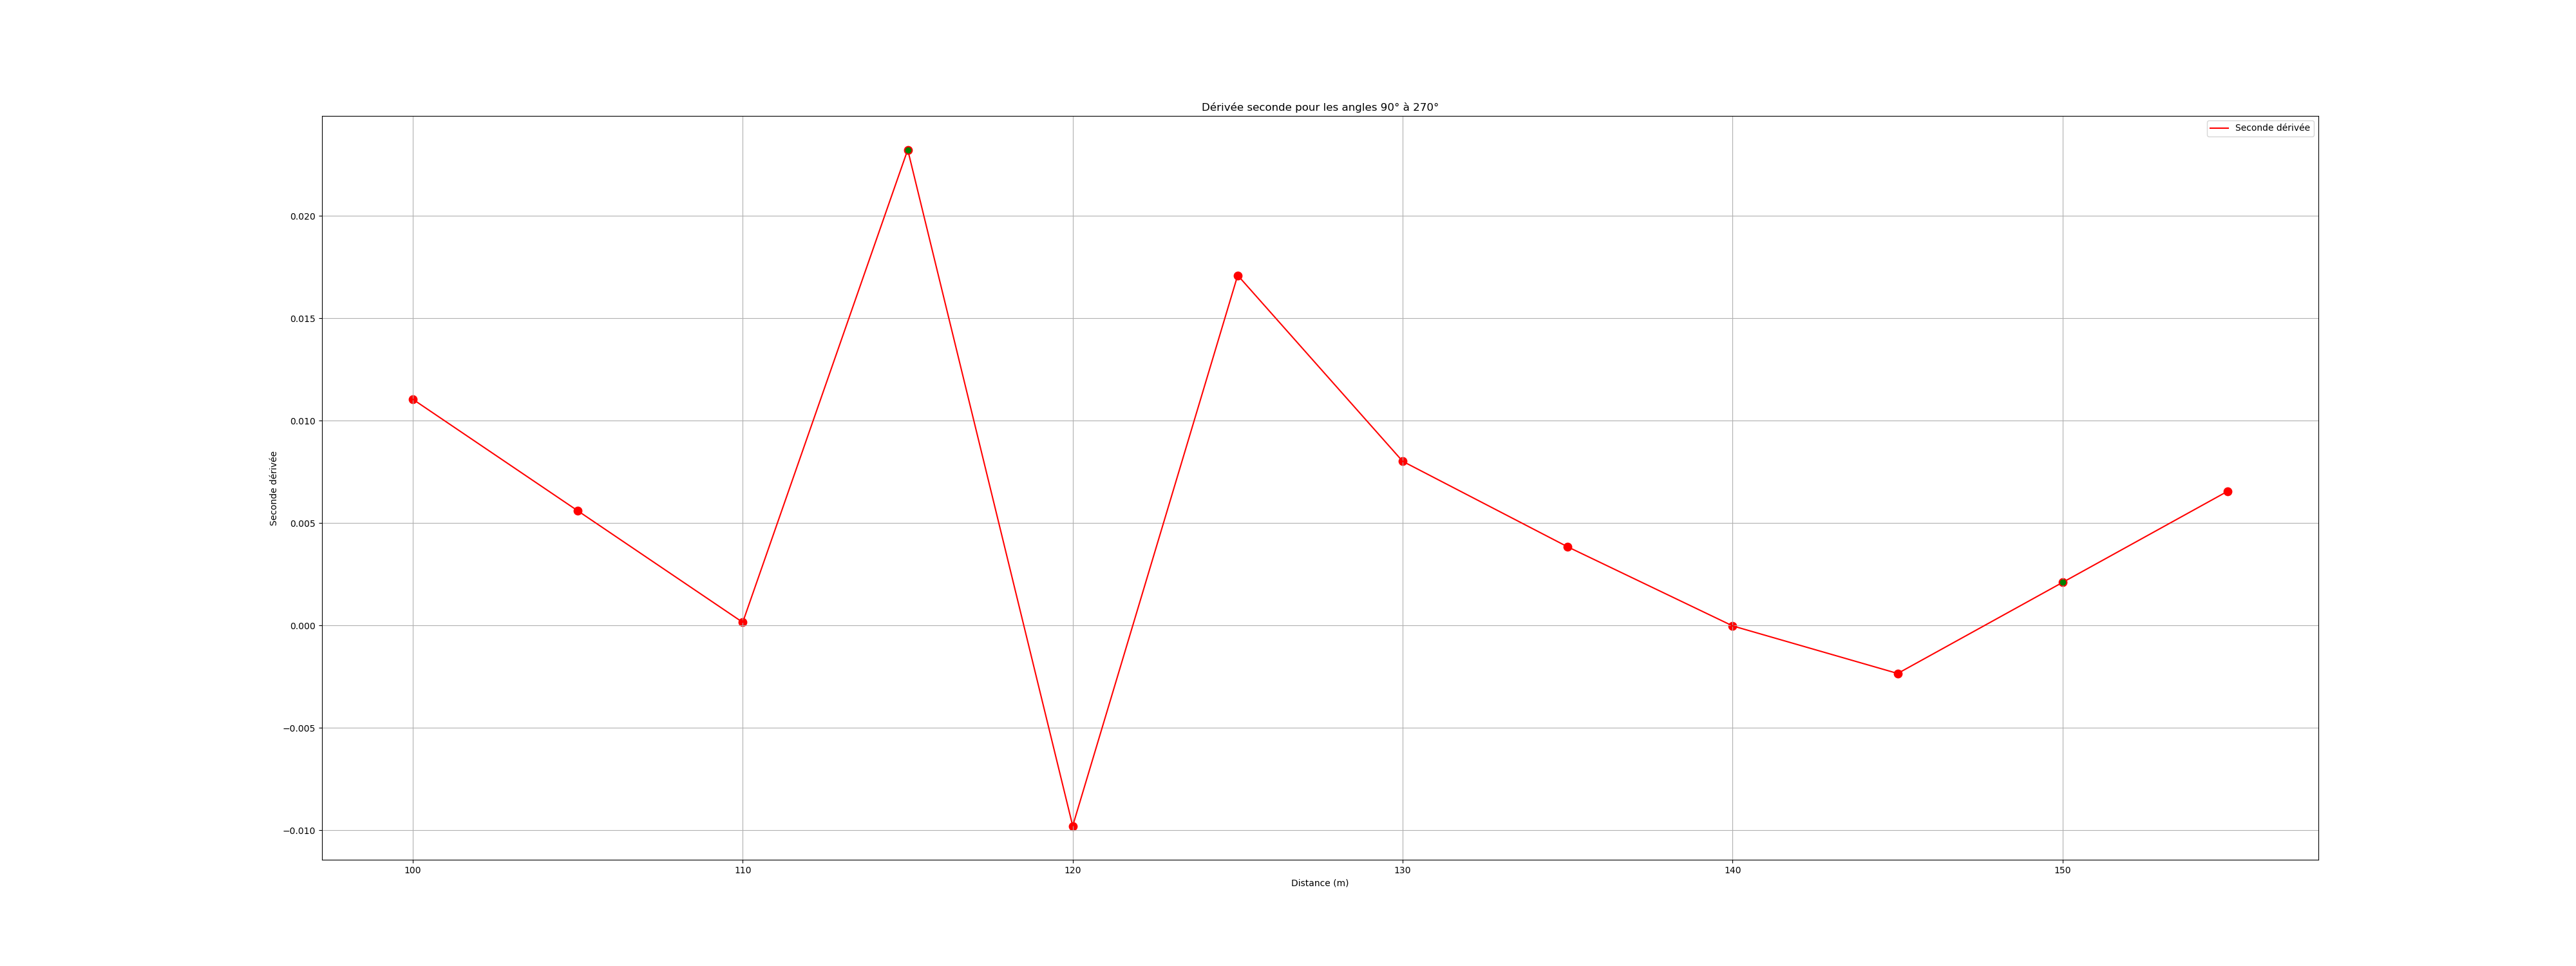 Dérivée seconde pour les angles 90° à 270°
Seconde dérivée
0.020
0.015
0.010
0.005
0.000
−0.005
−0.010
Seconde dérivée
100 110 120 130 140 150
Distance (m)